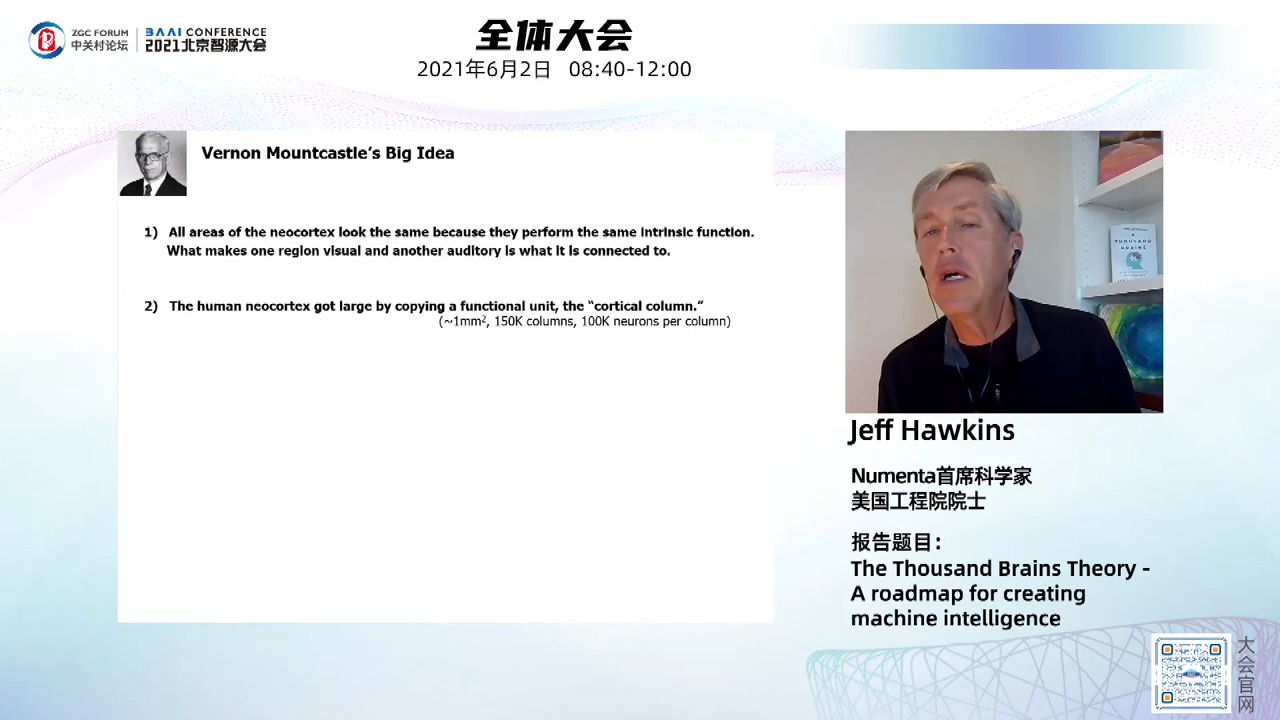 ZGC FORUM
中关村论坛
BAAI CONFERENCE
2021北京智源大会
全体大会
2021年6月2日 08:40-12:00
Vernon Mountcastle’s Big Idea
1) All areas of the neocortex look the same because they perform the same intrinsic function.
What makes one region visual and another auditory is what it is connected to.
2) The human neocortex got large by copying a functional unit, the “cortical column.”
(~1mm², 150K columns, 100K neurons per column)
A
THOUSAND
BRAINS
Jeff Hawkins
Numenta首席科学家
美国工程院院士
报告题目：
The Thousand Brains Theory -
A roadmap for creating
machine intelligence
大会官网